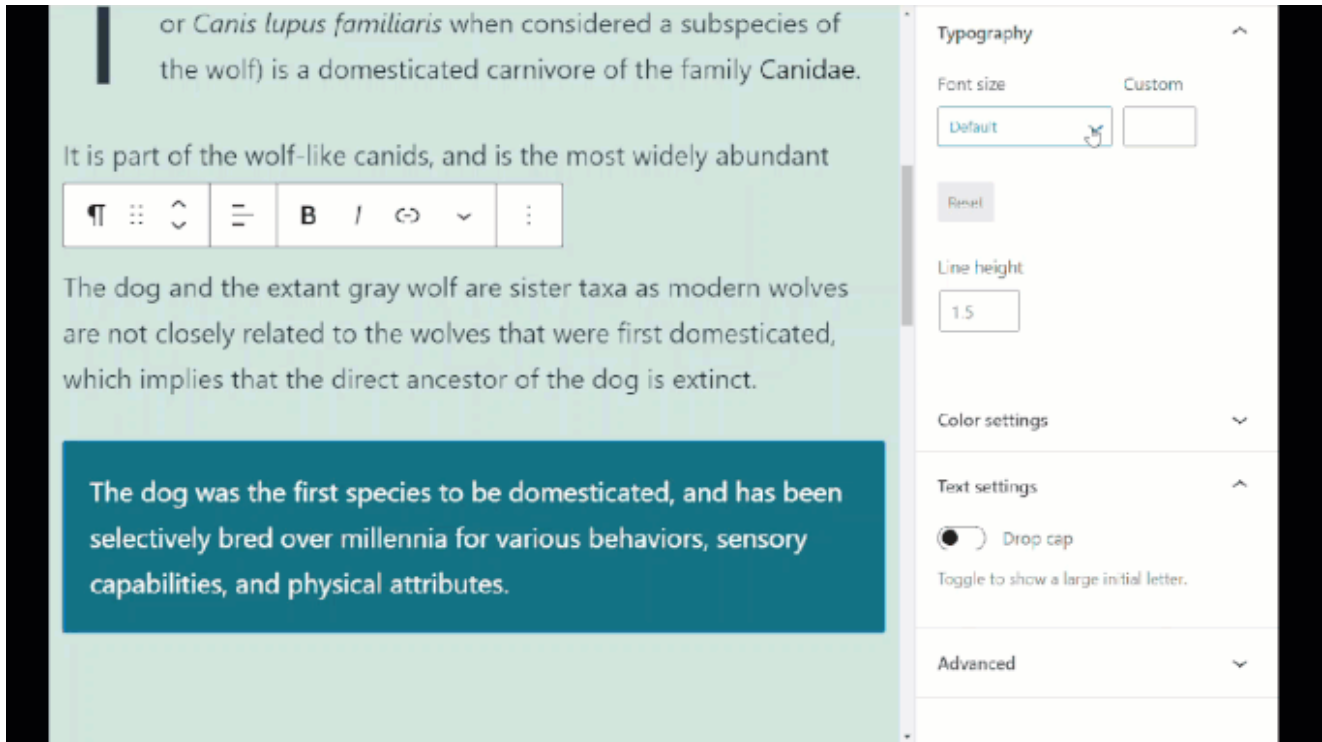 or Canis lupus familiaris when considered a subspecies of
the wolf) is a domesticated carnivore of the family Canidae.
It is part of the wolf-like canids, and is the most widely abundant
B I
The dog and the extant gray wolf are sister taxa as modern wolves
are not closely related to the wolves that were first domesticated,
which implies that the direct ancestor of the dog is extinct.
The dog was the first species to be domesticated, and has been
selectively bred over millennia for various behaviors, sensory
capabilities, and physical attributes.
Typography
Font size Custom
Default
Reset
Line height
1.5
Color settings
Text settings
Drop cap
Toggle to show a large initial letter.
Advanced